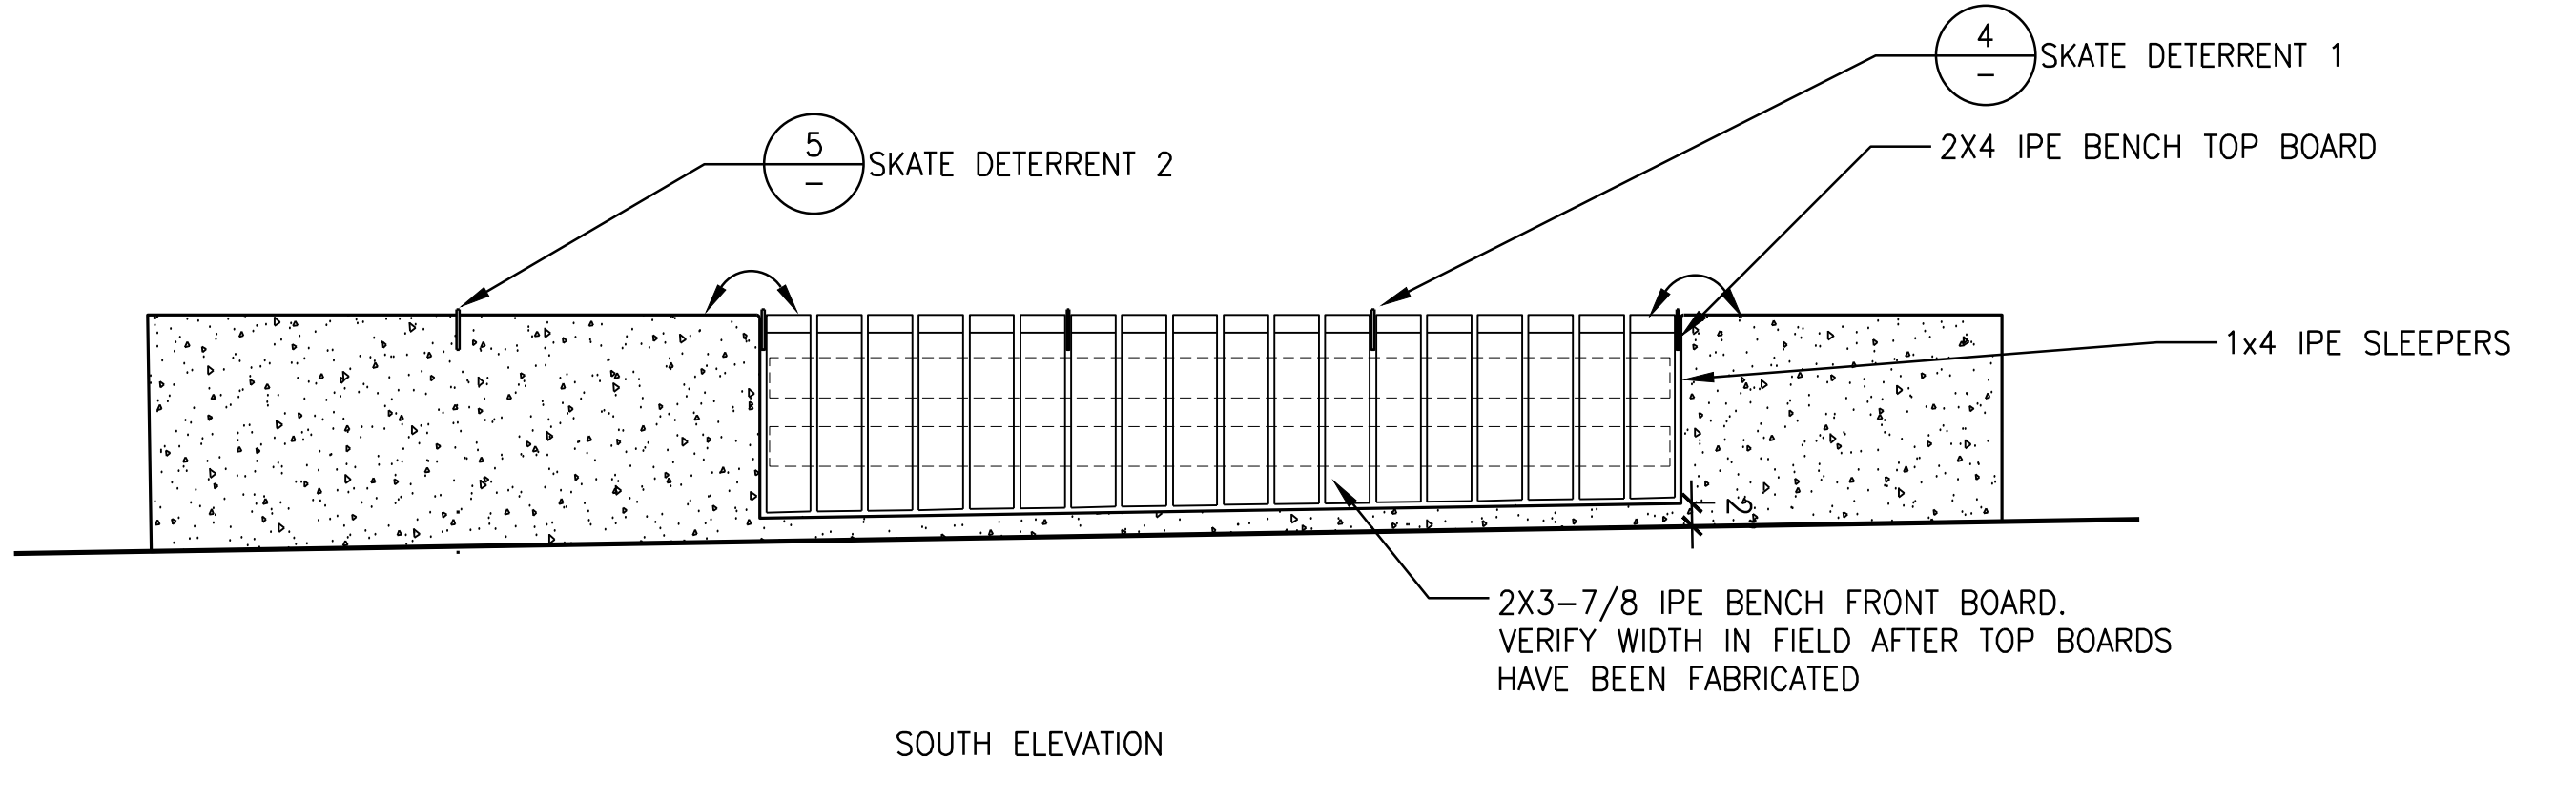 4
–
SKATE DETERRENT 1
5
–
SKATE DETERRENT 2
2X4 IPE BENCH TOP BOARD
1x4 IPE SLEEPERS
2"
2X3–7/8 IPE BENCH FRONT BOARD.
VERIFY WIDTH IN FIELD AFTER TOP BOARDS
HAVE BEEN FABRICATED
SOUTH ELEVATION